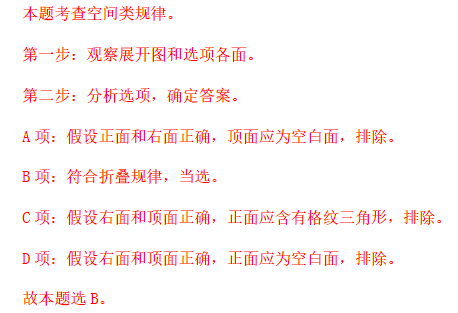 本题考查空间类规律。
第一步：观察展开图和选项各面。
第二步：分析选项，确定答案。
A 项：假设正面和右面正确，顶面应为空白面，排除。
B 项：符合折叠规律，当选。
C 项：假设右面和顶面正确，正面应含有格纹三角形，排除。
D 项：假设右面和顶面正确，正面应为空白面，排除。
故本题选 B。